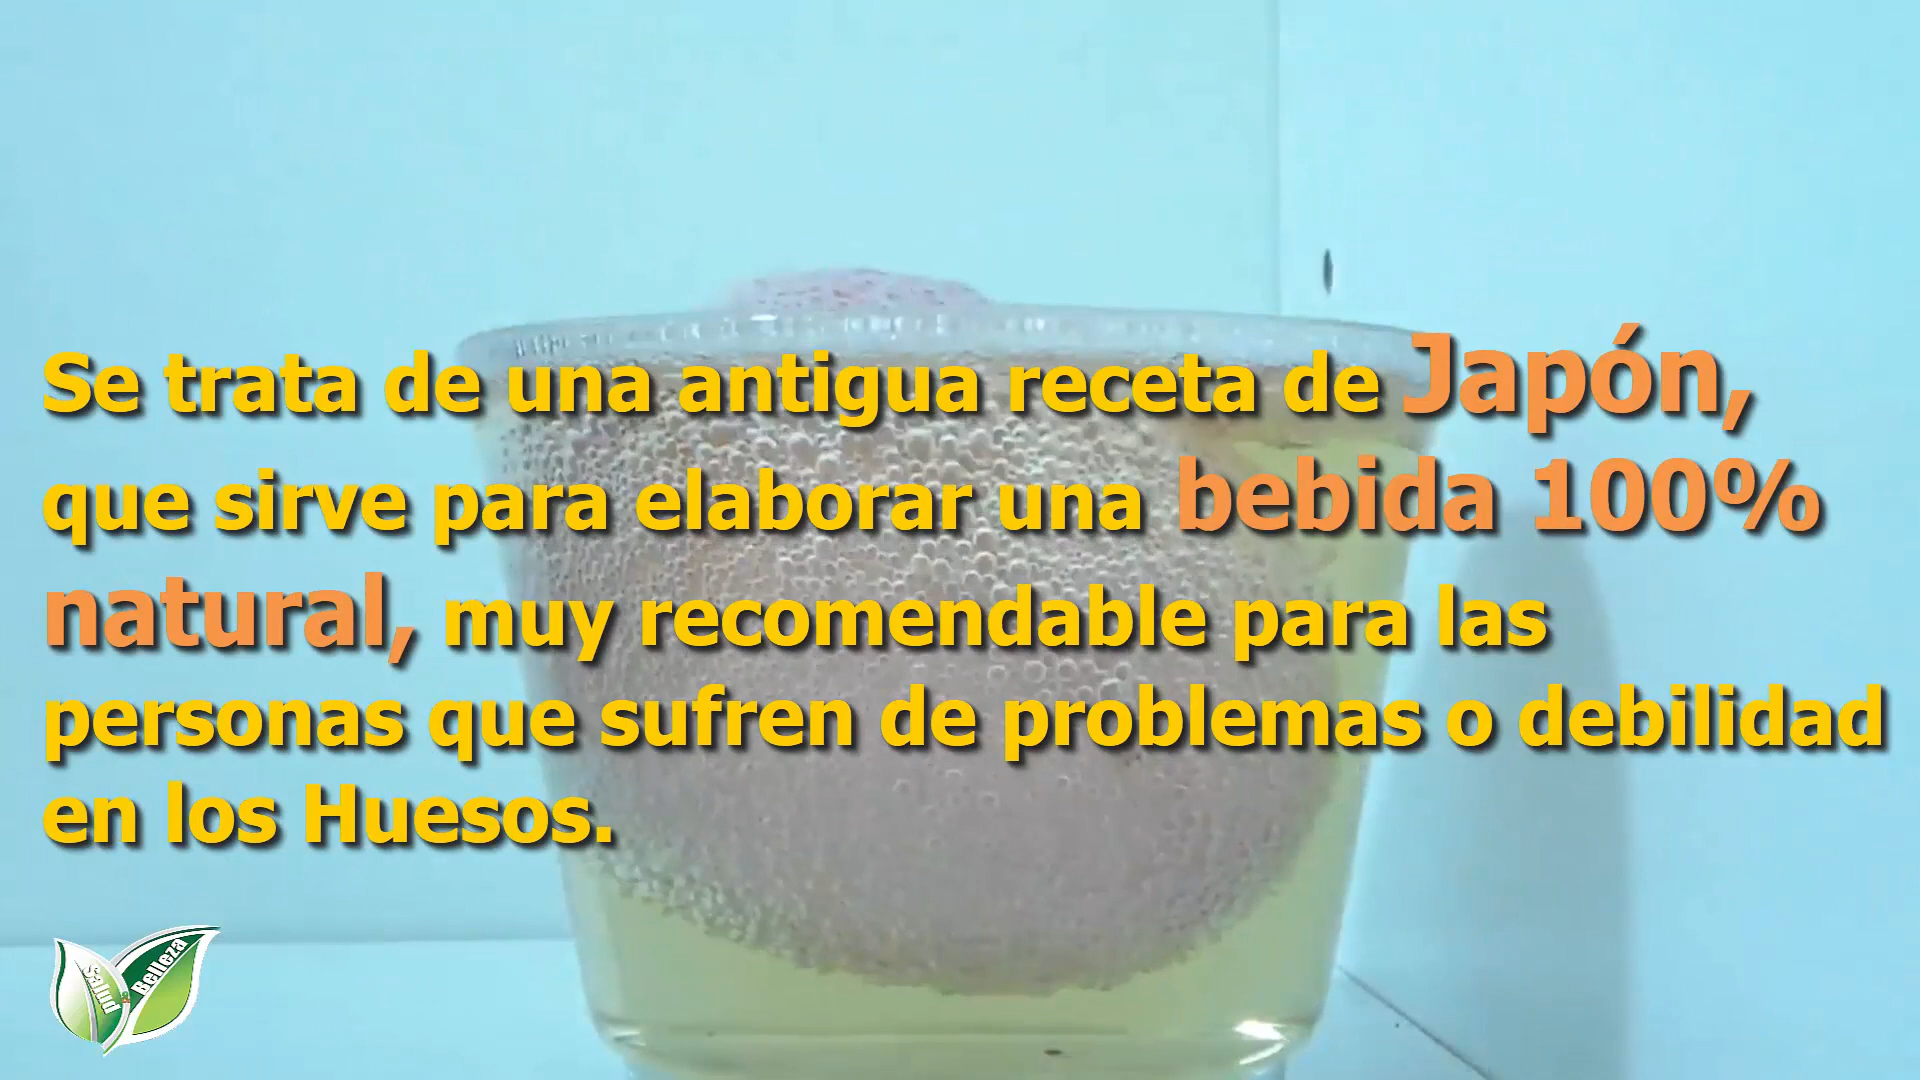 Se trata de una antigua receta de Japón,
que sirve para elaborar una bebida 100%
natural, muy recomendable para las
personas que sufren de problemas o debilidad
en los Huesos.
Salud & Belleza